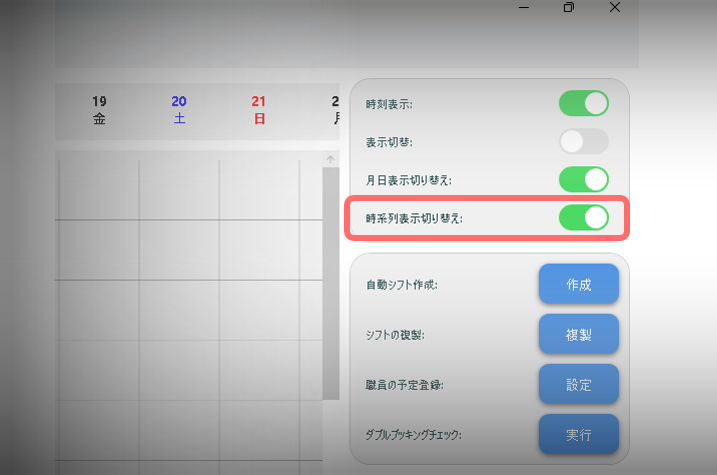 19 20 21 2
金 土 日
時刻表示:
表示切替:
月日表示切り替え:
時系列表示切り替え:
自動シフト作成: 作成
シフトの複製: 複製
職員の予定登録: 設定
ダブルブッキングチェック: 実行